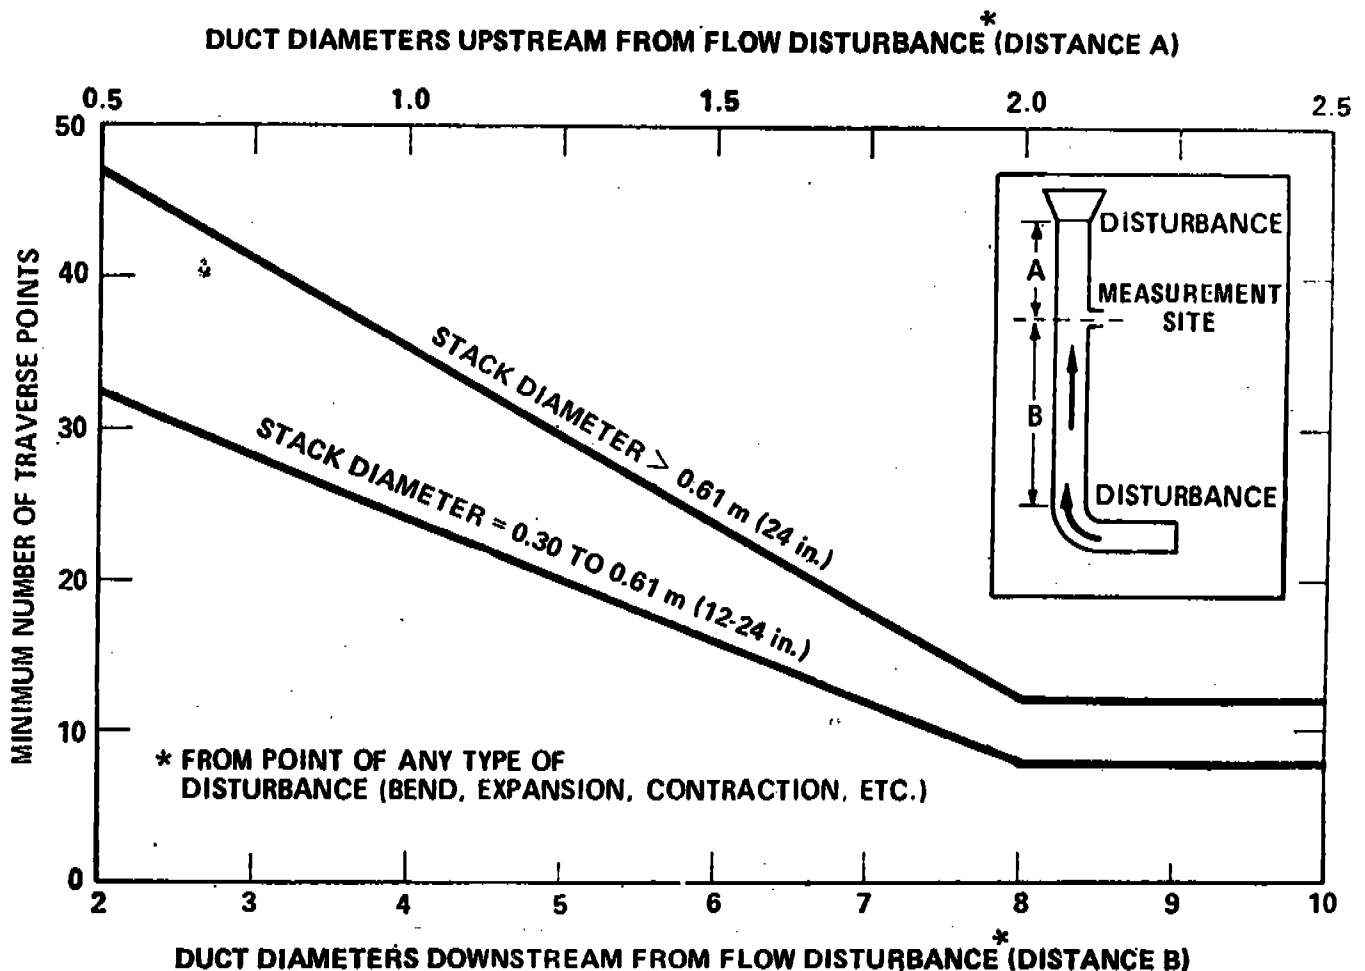 DUCT DIAMETERS UPSTREAM FROM FLOW DISTURBANCE* (DISTANCE A)
0.5 1.0 1.5 2.0 2.5
50
40
30
20
10
0
MINIMUM NUMBER OF TRAVERSE POINTS
STACK DIAMETER > 0.61 m (24 in.)
STACK DIAMETER = 0.30 TO 0.61 m (12-24 in.)
DISTURBANCE
A
MEASUREMENT
SITE
B
DISTURBANCE
* FROM POINT OF ANY TYPE OF
DISTURBANCE (BEND, EXPANSION, CONTRACTION, ETC.)
2 3 4 5 6 7 8 9 10
DUCT DIAMETERS DOWNSTREAM FROM FLOW DISTURBANCE* (DISTANCE B)